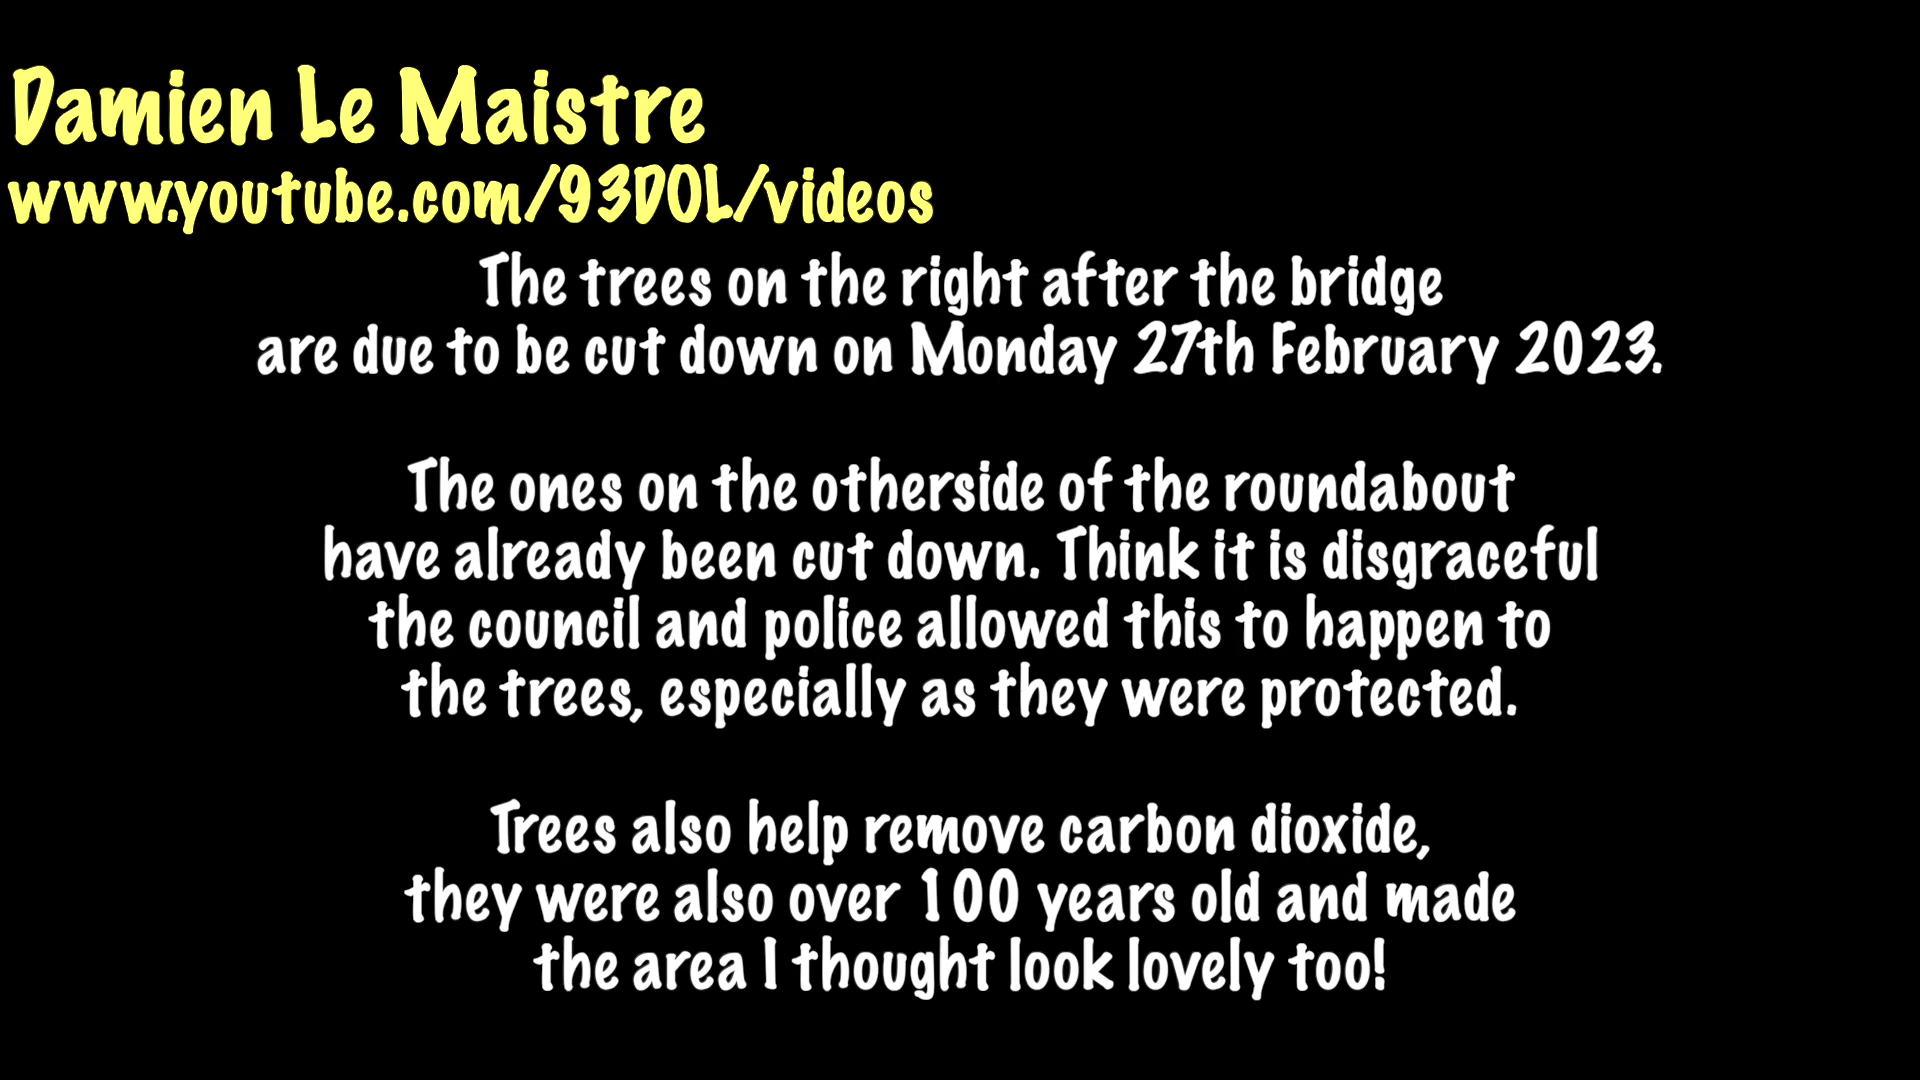 Damien Le Maistre
www.youtube.com/93DOL/videos
The trees on the right after the bridge
are due to be cut down on Monday 27th February 2023.
The ones on the otherside of the roundabout
have already been cut down. Think it is disgraceful
the council and police allowed this to happen to
the trees, especially as they were protected.
Trees also help remove carbon dioxide,
they were also over 100 years old and made
the area I thought look lovely too!